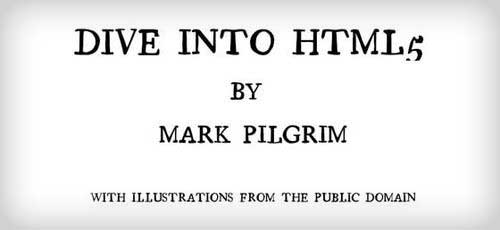 DIVE INTO HTML5
BY
MARK PILGRIM
WITH ILLUSTRATIONS FROM THE PUBLIC DOMAIN